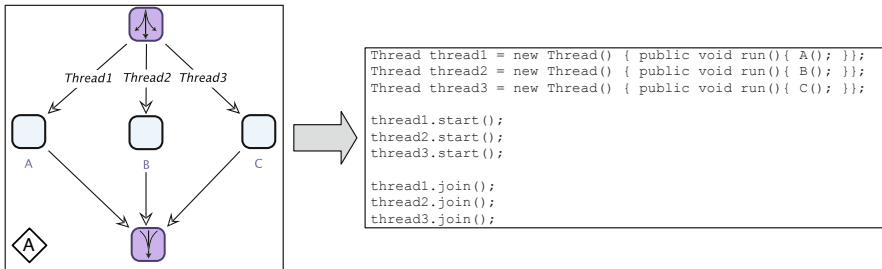 Thread1 Thread2 Thread3
A B C
A
Thread thread1 = new Thread() { public void run(){ A(); }};
Thread thread2 = new Thread() { public void run(){ B(); }};
Thread thread3 = new Thread() { public void run(){ C(); }};
thread1.start();
thread2.start();
thread3.start();
thread1.join();
thread2.join();
thread3.join();